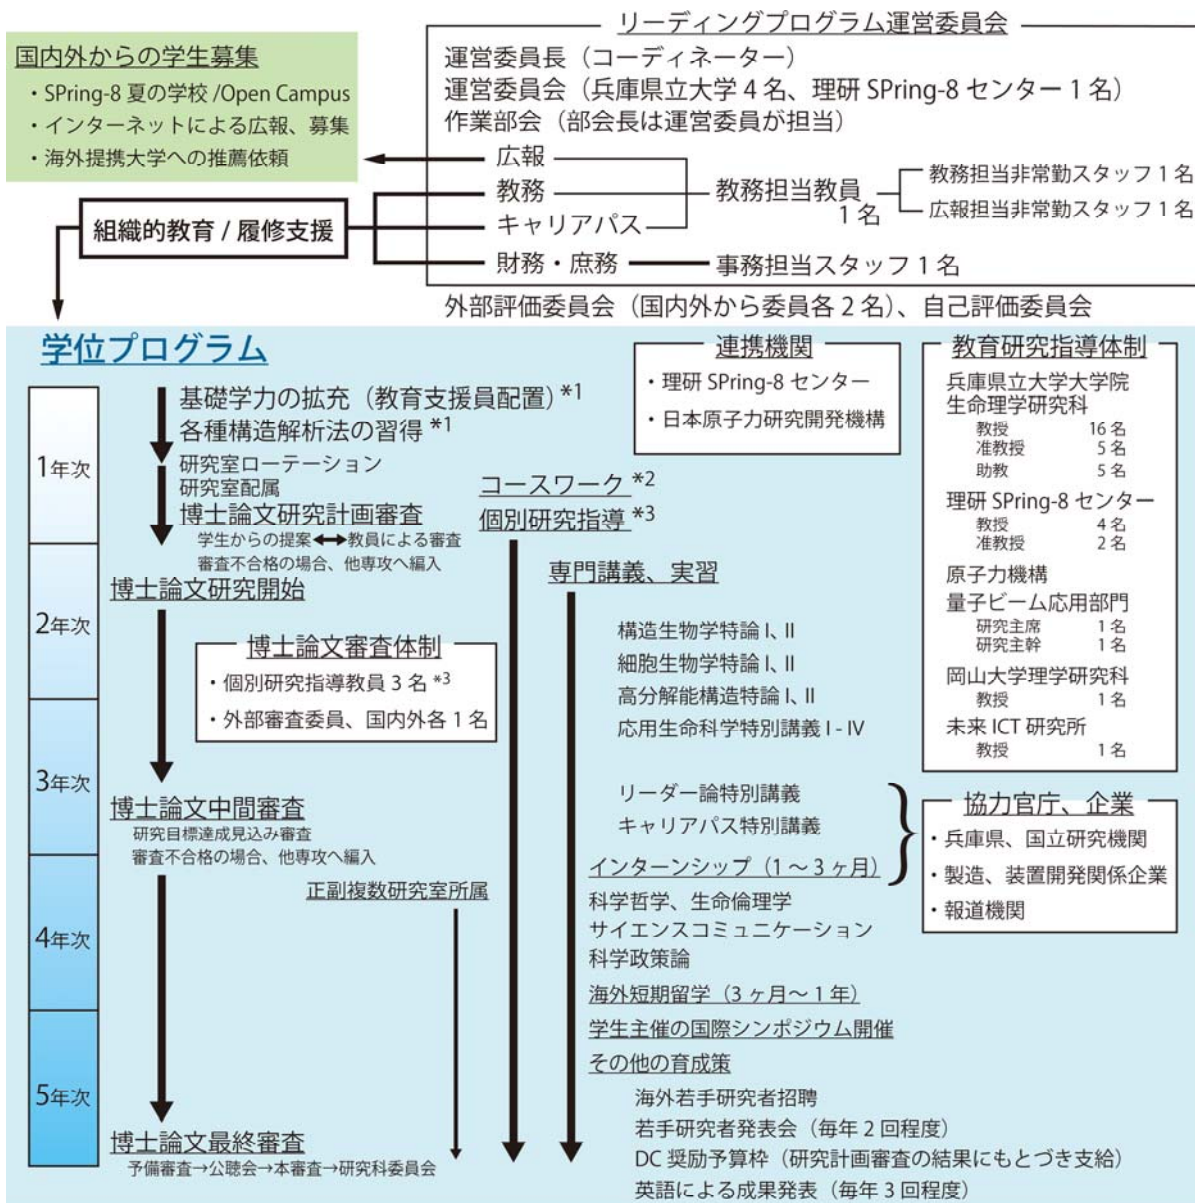 国内外からの学生募集
・SPring-8 夏の学校 /Open Campus
・インターネットによる広報、募集
・海外提携大学への推薦依頼
リーディングプログラム運営委員会
運営委員長（コーディネーター）
運営委員会（兵庫県立大学 4 名、理研 SPring-8 センター 1 名）
作業部会（部会長は運営委員が担当）
広報
教務
キャリアパス
財務・庶務
教務担当教員
1 名
教務担当非常勤スタッフ 1 名
広報担当非常勤スタッフ 1 名
事務担当スタッフ 1 名
組織的教育 / 履修支援
外部評価委員会（国内外から委員各 2 名）、自己評価委員会
学位プログラム
1年次
2年次
3年次
4年次
5年次
基礎学力の拡充（教育支援員配置）*1
各種構造解析法の習得 *1
研究室ローテーション
研究室配属
博士論文研究計画審査
学生からの提案⟷教員による審査
審査不合格の場合、他専攻へ編入
博士論文研究開始
博士論文審査体制
・個別研究指導教員 3 名 *3
・外部審査委員、国内外各 1 名
博士論文中間審査
研究目標達成見込み審査
審査不合格の場合、他専攻へ編入
正副複数研究室所属
博士論文最終審査
予備審査→公聴会→本審査→研究科委員会
コースワーク *2
個別研究指導 *3
専門講義、実習
構造生物学特論 I, II
細胞生物学特論 I, II
高分解能構造特論 I, II
応用生命科学特別講義 I - IV
リーダー論特別講義
キャリアパス特別講義
インターンシップ（1～3 ヶ月）
科学哲学、生命倫理学
サイエンスコミュニケーション
科学政策論
海外短期留学（3 ヶ月～1 年）
学生主催の国際シンポジウム開催
その他の育成策
海外若手研究者招聘
若手研究者発表会（毎年 2 回程度）
DC 奨励予算枠（研究計画審査の結果にもとづき支給）
英語による成果発表（毎年 3 回程度）
連携機関
・理研 SPring-8 センター
・日本原子力研究開発機構
教育研究指導体制
兵庫県立大学大学院
生命理学研究科
教授 16 名
准教授 5 名
助教 5 名
理研 SPring-8 センター
教授 4 名
准教授 2 名
原子力機構
量子ビーム応用部門
研究主席 1 名
研究主幹 1 名
岡山大学理学研究科
教授 1 名
未来 ICT 研究所
教授 1 名
協力官庁、企業
・兵庫県、国立研究機関
・製造、装置開発関係企業
・報道機関